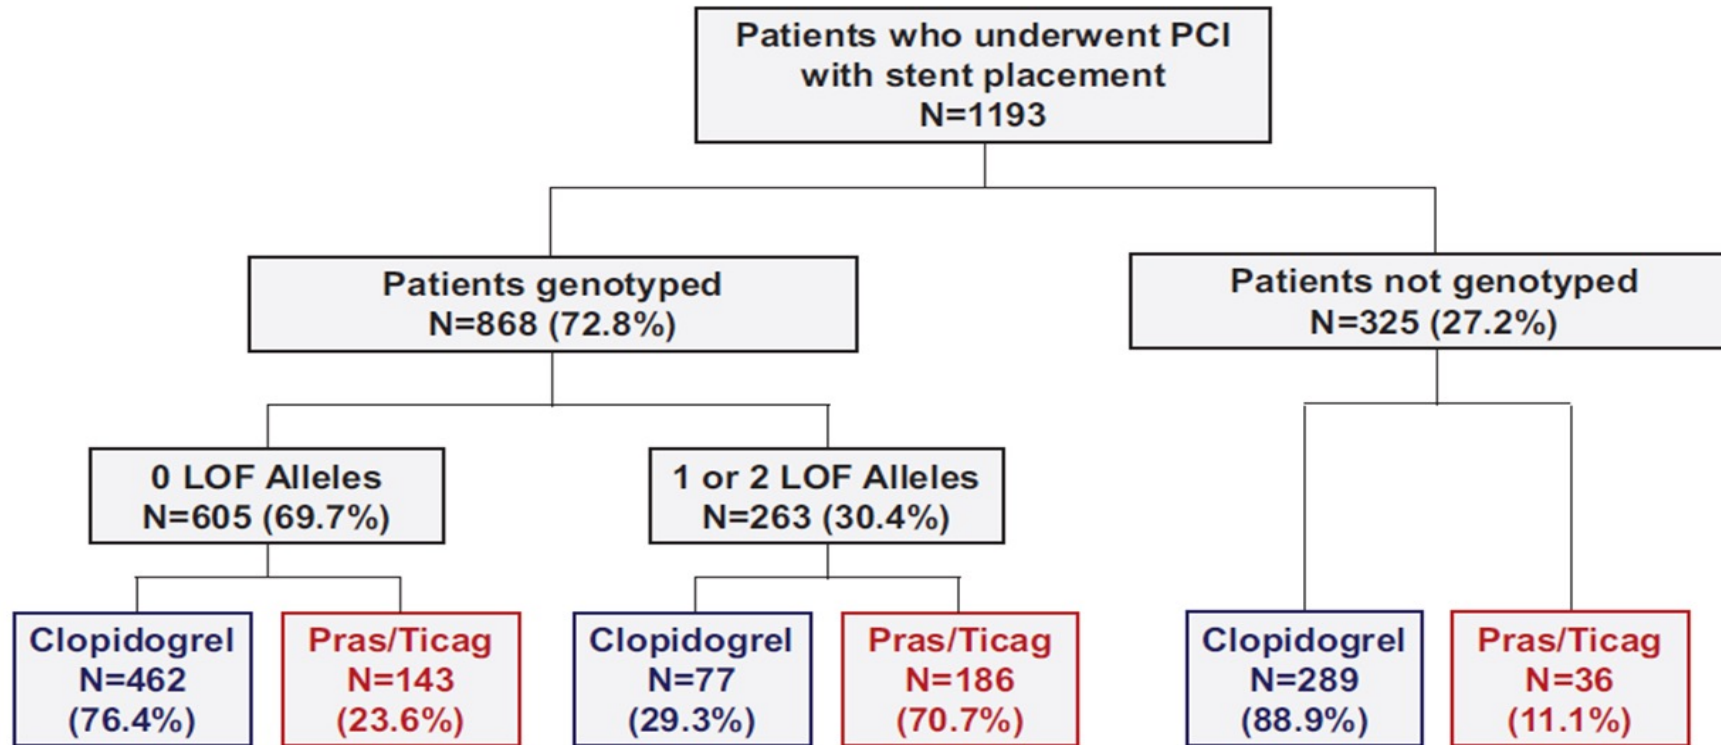 Patients who underwent PCI
with stent placement
N=1193
Patients genotyped
N=868 (72.8%)
Patients not genotyped
N=325 (27.2%)
0 LOF Alleles
N=605 (69.7%)
1 or 2 LOF Alleles
N=263 (30.4%)
Clopidogrel
N=462
(76.4%)
Pras/Ticag
N=143
(23.6%)
Clopidogrel
N=77
(29.3%)
Pras/Ticag
N=186
(70.7%)
Clopidogrel
N=289
(88.9%)
Pras/Ticag
N=36
(11.1%)